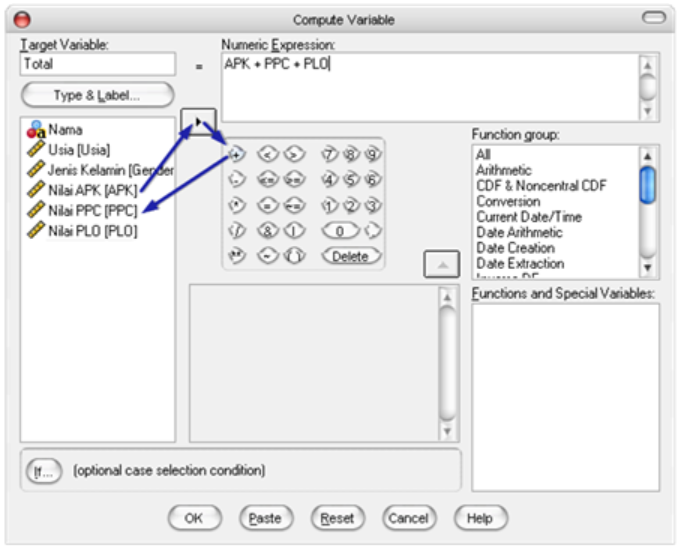 Compute Variable
Target Variable:
Total
=
Numeric Expression:
APK + PPC + PLO
Type & Label...
Nama
Usia [Usia]
Jenis Kelamin [Gender
Nilai APK [APK]
Nilai PPC [PPC]
Nilai PLO [PLO]
+ < > 7 8 9
- <= >= 4 5 6
* = ~= 1 2 3
/ & | 0 .
** ~ () Delete
Function group:
All
Arithmetic
CDF & Noncentral CDF
Conversion
Current Date/Time
Date Arithmetic
Date Creation
Date Extraction
Functions and Special Variables:
If... (optional case selection condition)
OK Paste Reset Cancel Help